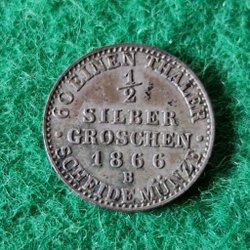 60 EINEN THALER
1/2
SILBER
GROSCHEN
1866
B
SCHEIDE MÜNZE